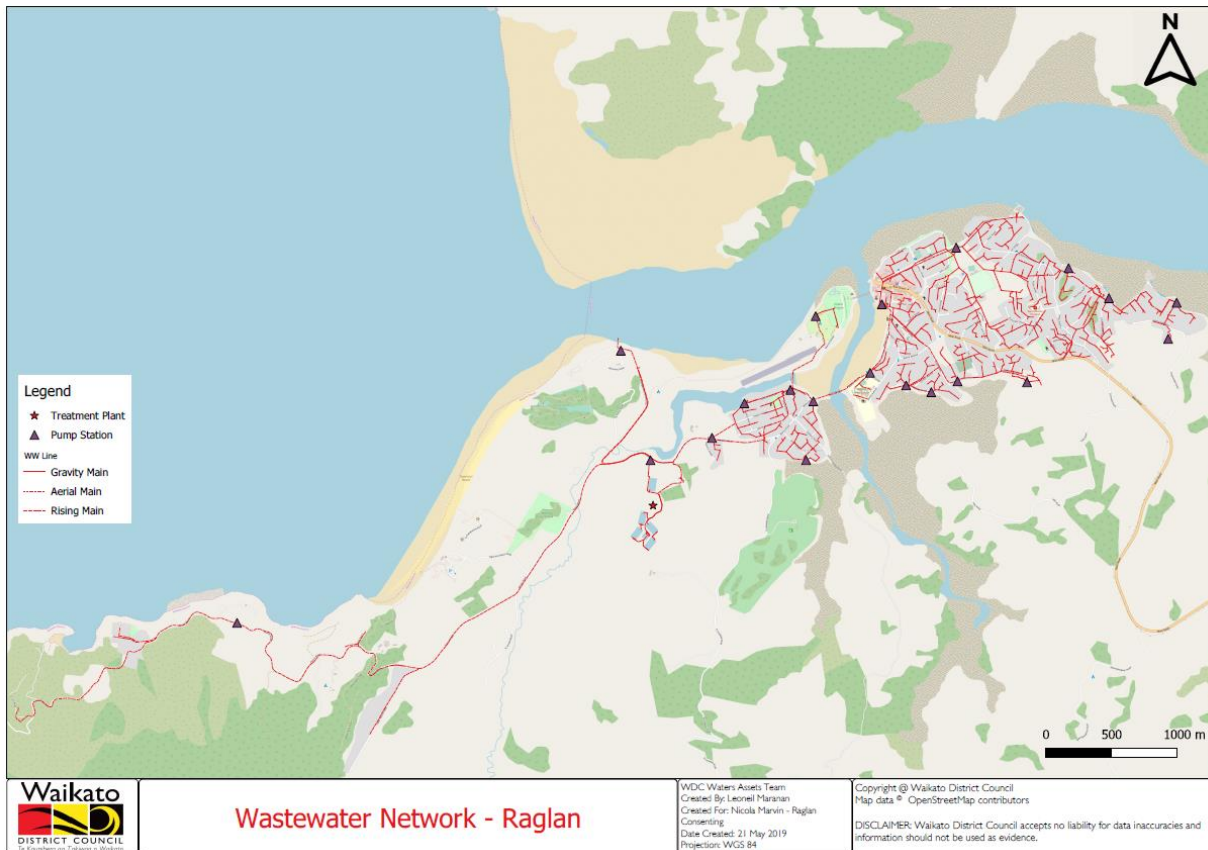 N
Legend
Treatment Plant
Pump Station
WW Line
Gravity Main
Aerial Main
Rising Main
0 500 1000 m
Waikato
DISTRICT COUNCIL
Wastewater Network - Raglan
WDC Waters Assets Team
Created By: Leoneil Maranan
Created For: Nicola Marvin - Raglan
Consenting
Date Created: 21 May 2019
Projection: WGS 84
Copyright @ Waikato District Council
Map data © OpenStreetMap contributors
DISCLAIMER: Waikato District Council accepts no liability for data inaccuracies and
information should not be used as evidence.